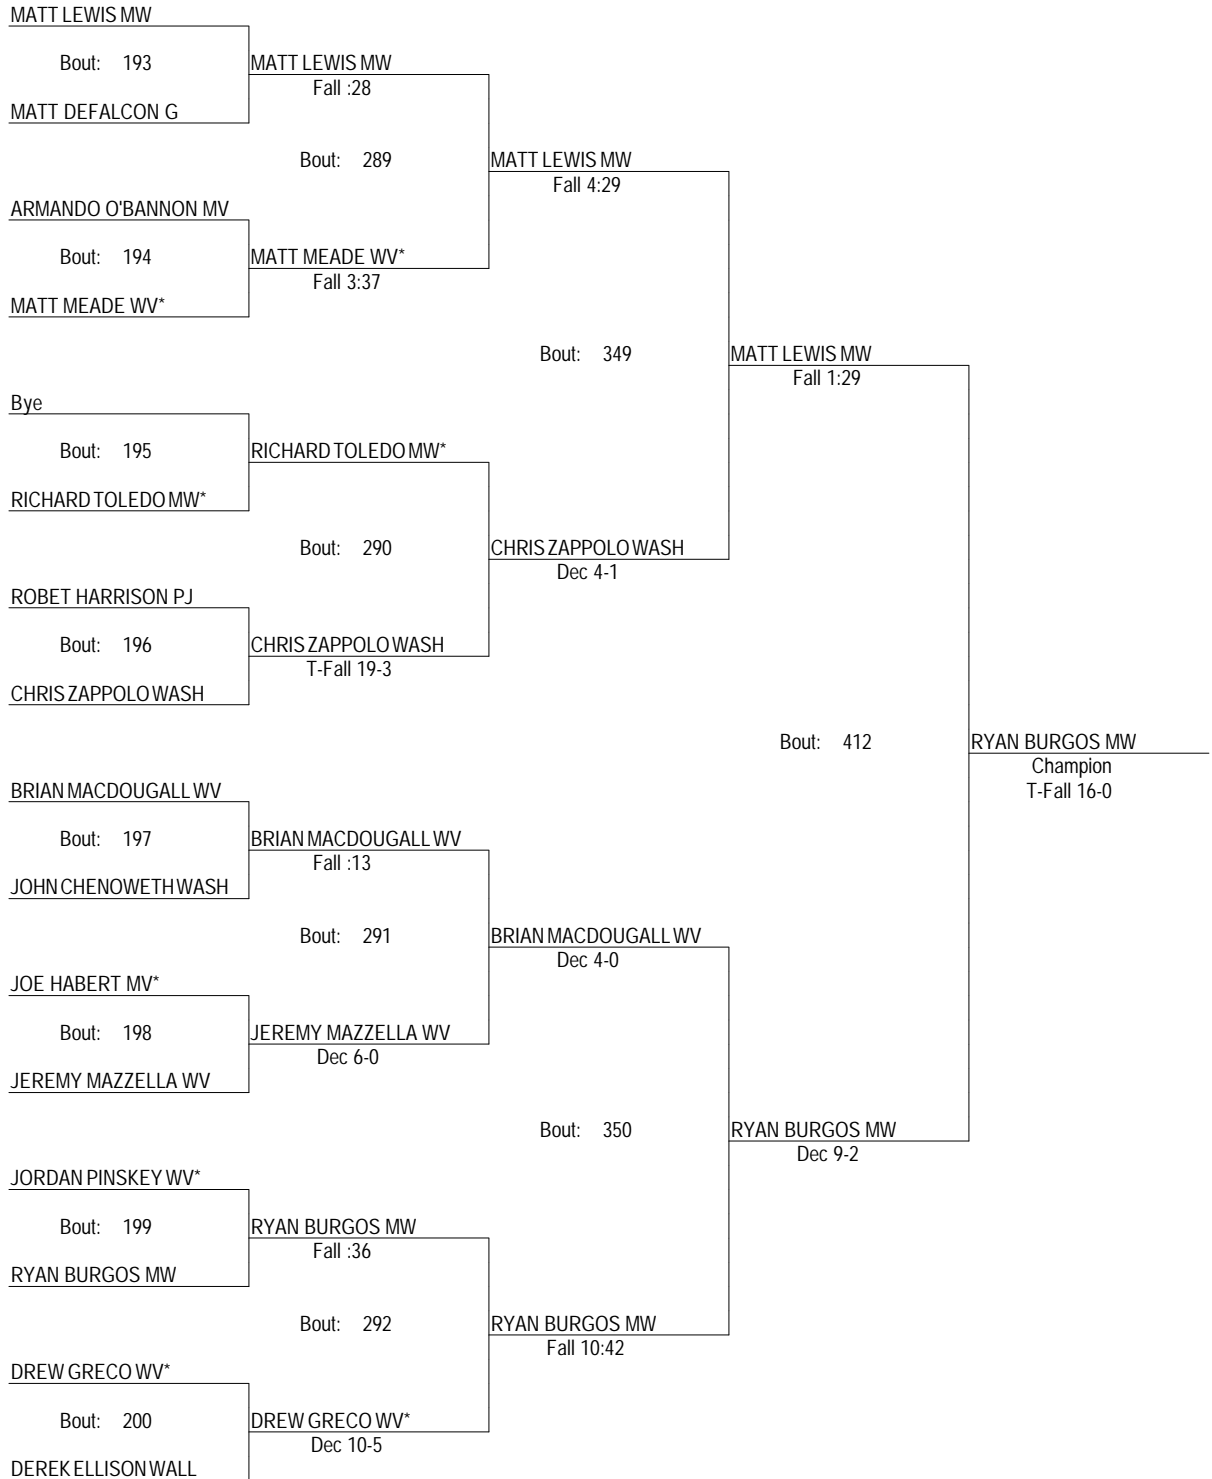 MATT LEWIS MW
Bout: 193
MATT LEWIS MW
Fall :28
MATT DEFALCON G
Bout: 289
MATT LEWIS MW
Fall 4:29
ARMANDO O'BANNON MV
Bout: 194
MATT MEADE WV*
Fall 3:37
MATT MEADE WV*
Bout: 349
MATT LEWIS MW
Fall 1:29
Bye
Bout: 195
RICHARD TOLEDO MW*
RICHARD TOLEDO MW*
Bout: 290
CHRIS ZAPPOLO WASH
Dec 4-1
ROBET HARRISON PJ
Bout: 196
CHRIS ZAPPOLO WASH
T-Fall 19-3
CHRIS ZAPPOLO WASH
Bout: 412
RYAN BURGOS MW
Champion
T-Fall 16-0
BRIAN MACDOUGALL WV
Bout: 197
BRIAN MACDOUGALL WV
Fall :13
JOHN CHENOWETH WASH
Bout: 291
BRIAN MACDOUGALL WV
Dec 4-0
JOE HABERT MV*
Bout: 198
JEREMY MAZZELLA WV
Dec 6-0
JEREMY MAZZELLA WV
Bout: 350
RYAN BURGOS MW
Dec 9-2
JORDAN PINSKEY WV*
Bout: 199
RYAN BURGOS MW
Fall :36
RYAN BURGOS MW
Bout: 292
RYAN BURGOS MW
Fall 10:42
DREW GRECO WV*
Bout: 200
DREW GRECO WV*
Dec 10-5
DEREK ELLISON WALL